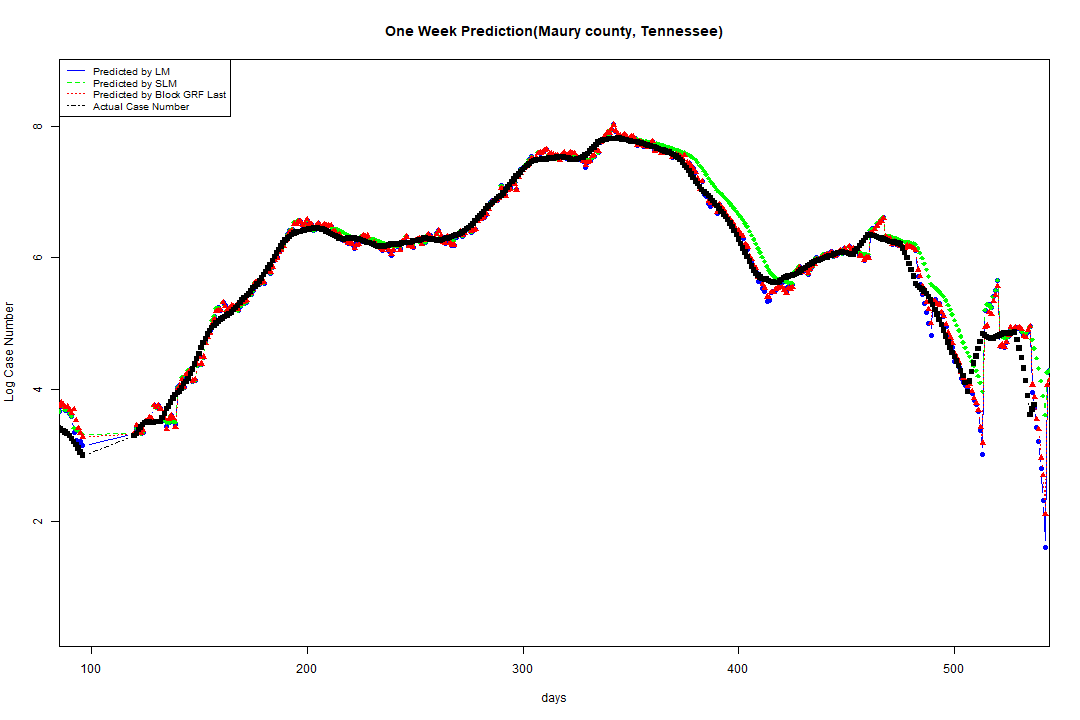 One Week Prediction(Maury county, Tennessee)
Predicted by LM
Predicted by SLM
Predicted by Block GRF Last
Actual Case Number
Log Case Number
8
6
4
2
100 200 300 400 500
days